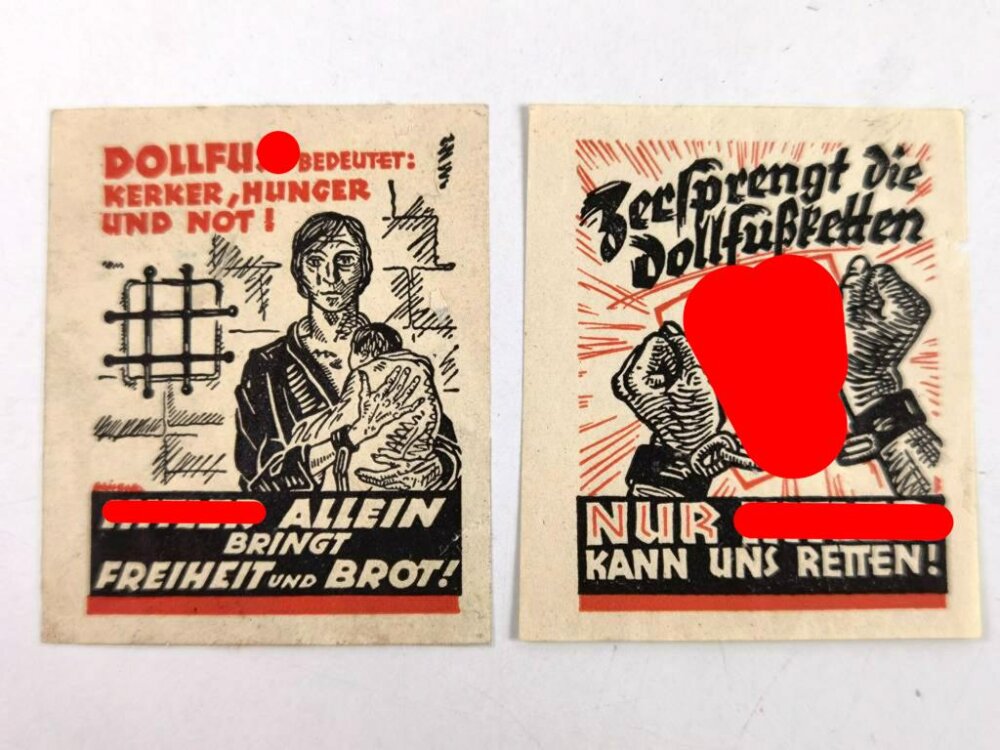 DOLLFU BEDEUTET:
KERKER, HUNGER
UND NOT!
ALLEIN
BRINGT
FREIHEIT UND BROT!
Zersprengt die
Dollfußketten
NUR
KANN UNS RETTEN!